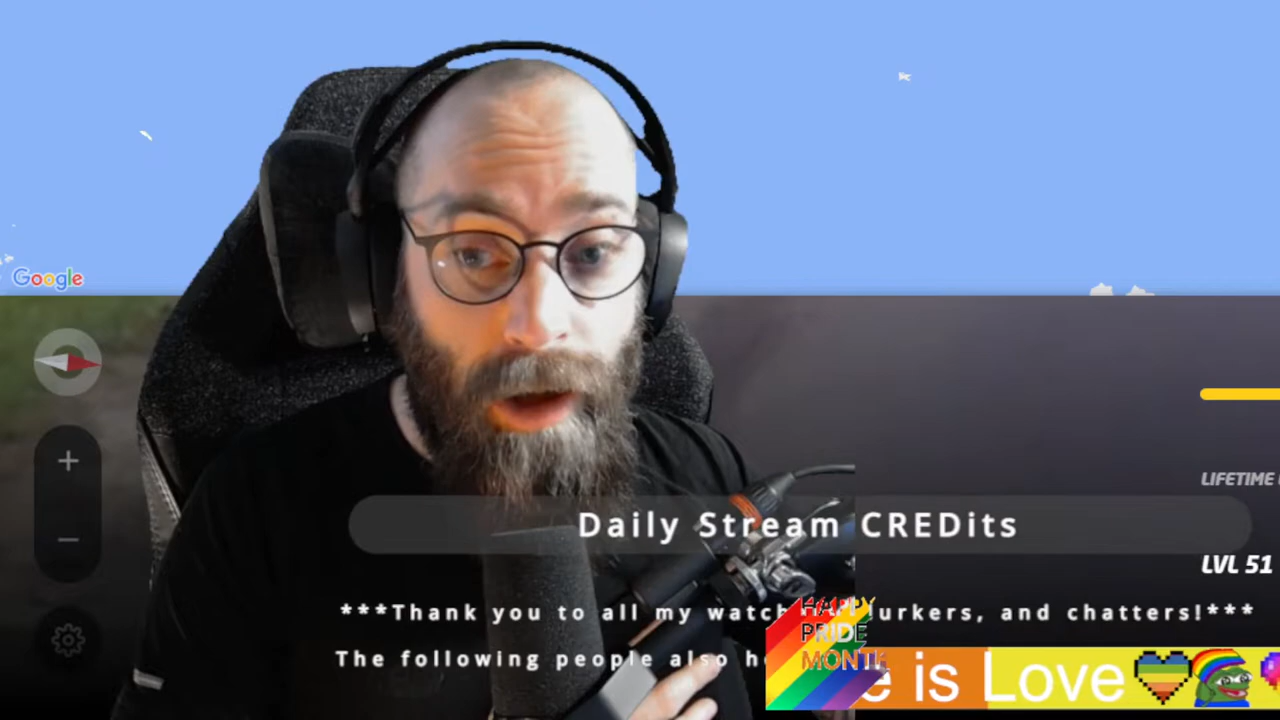 Google
LIFETIME
Daily Stream CREDits
LVL 51
***Thank you to all my watch lurkers, and chatters!***
The following people also
HAPPY
PRIDE
MONTH
is Love